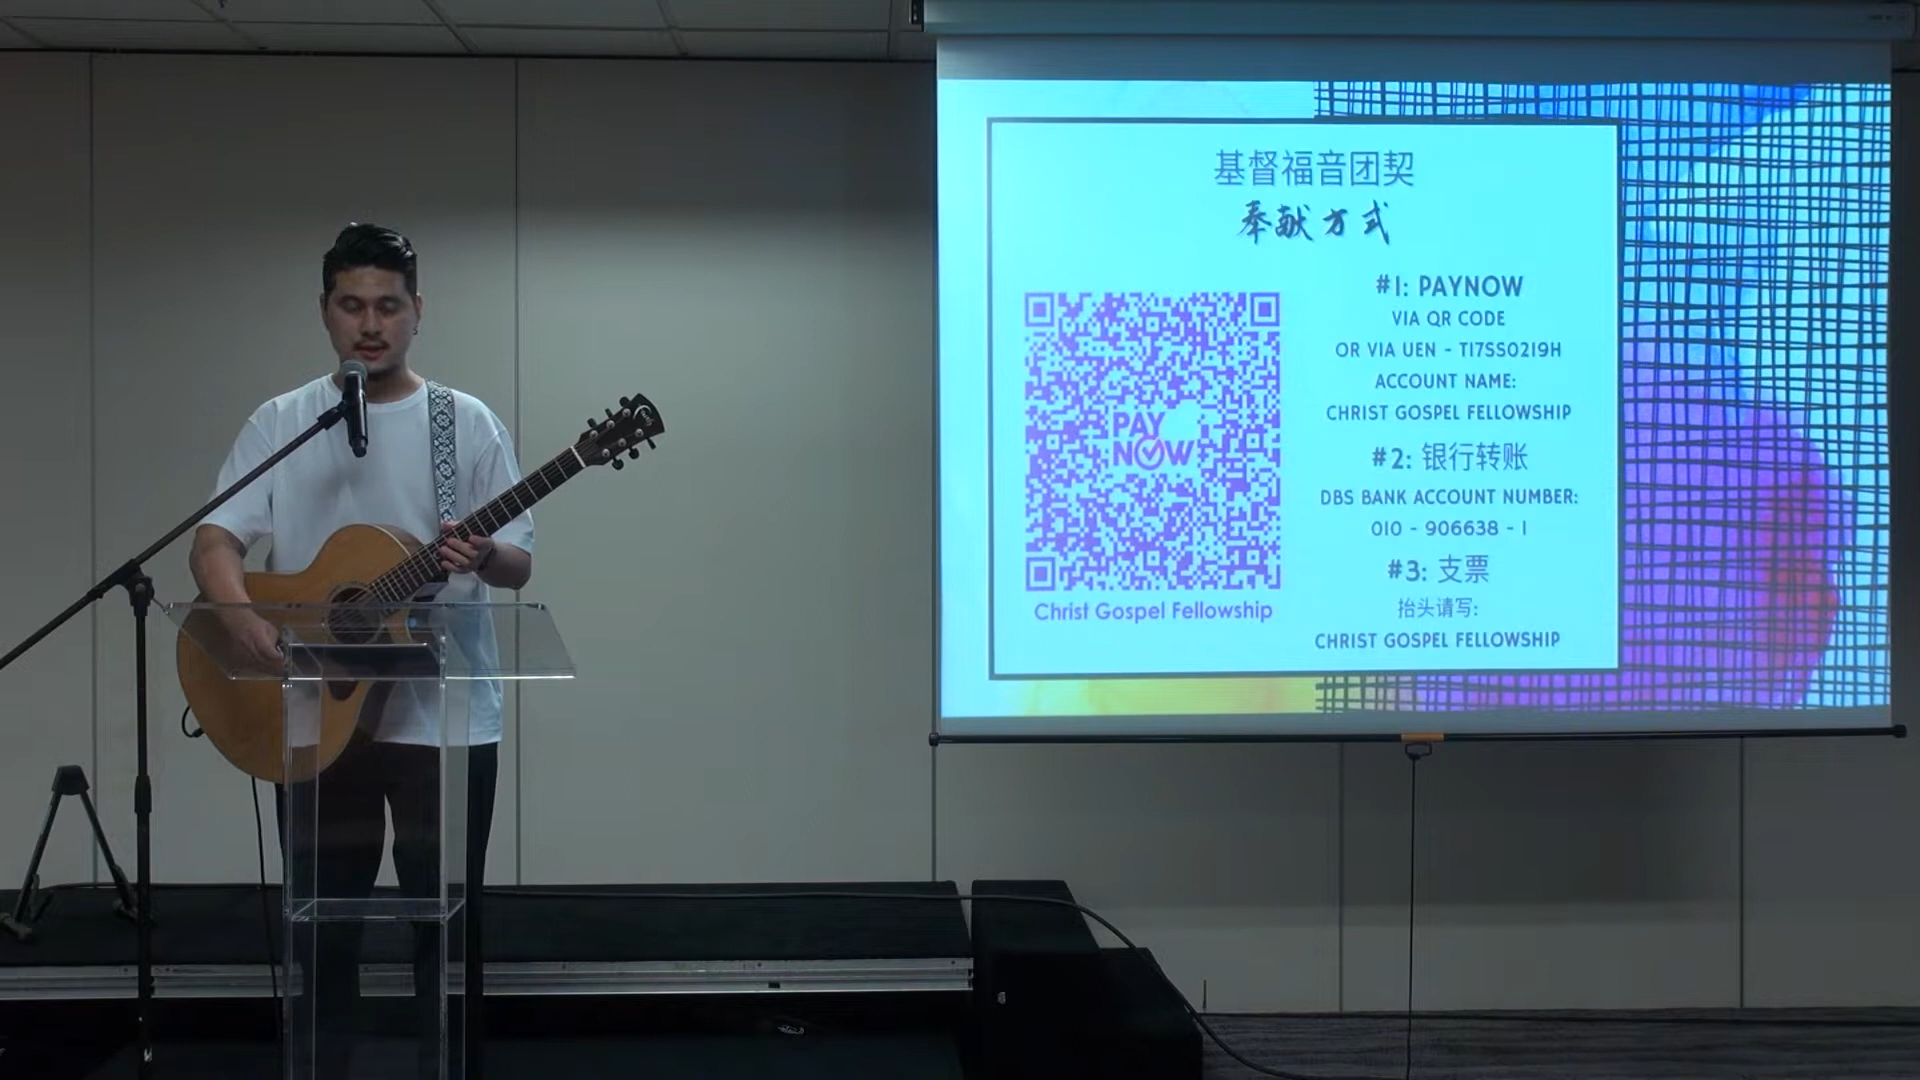 基督福音团契
奉献方式
#1: PAYNOW
VIA QR CODE
OR VIA UEN - T17SS0219H
ACCOUNT NAME:
CHRIST GOSPEL FELLOWSHIP
#2: 银行转账
DBS BANK ACCOUNT NUMBER:
010 - 906638 - 1
#3: 支票
抬头请写:
CHRIST GOSPEL FELLOWSHIP
PAY
NOW
Christ Gospel Fellowship